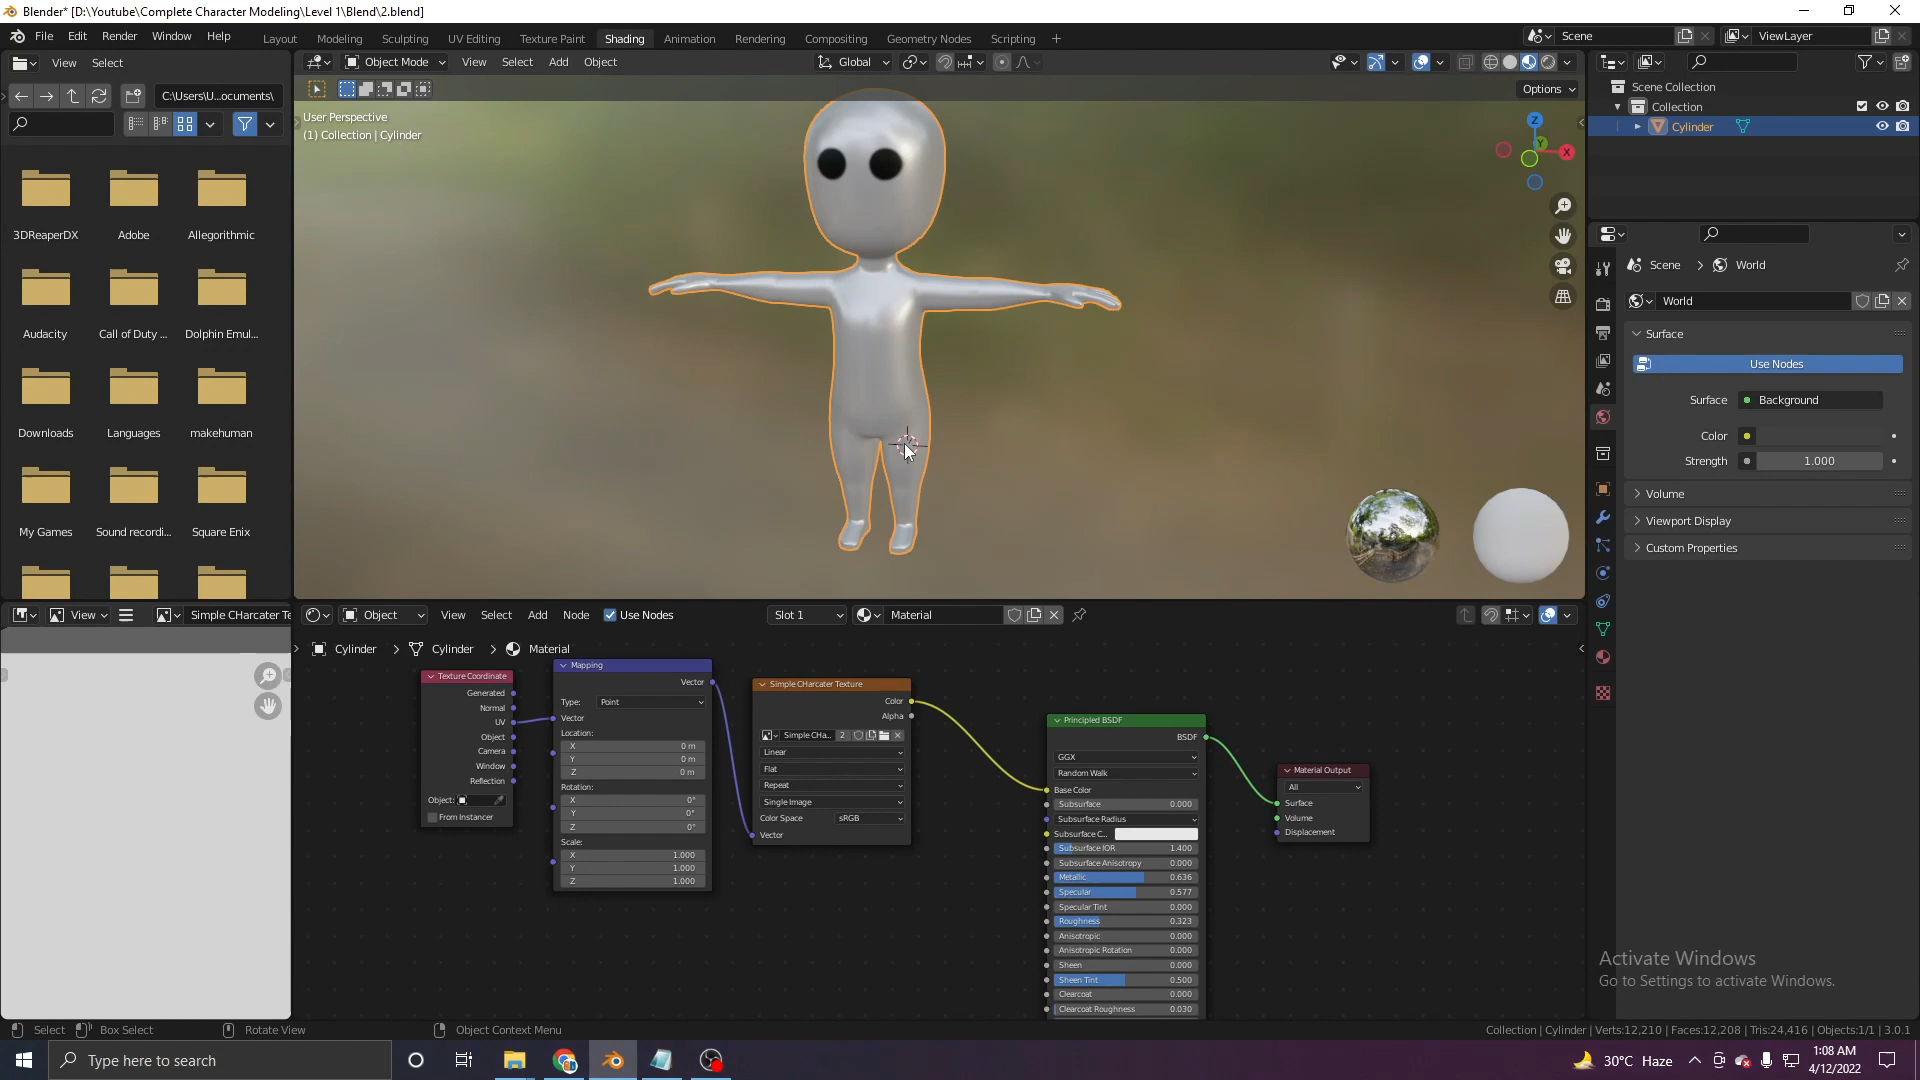 Blender* [D:\Youtube\Complete Character Modeling\Level 1\Blend\2.blend]
File Edit Render Window Help Layout Modeling Sculpting UV Editing Texture Paint Shading Animation Rendering Compositing Geometry Nodes Scripting + Scene ViewLayer
View Select Object Mode View Select Add Object Global
C:\Users\U...ocuments\ Options
User Perspective
(1) Collection | Cylinder
Scene Collection
Collection
Cylinder
Z
Y
X
3DReaperDX Adobe Allegorithmic
Audacity Call of Duty ... Dolphin Emul...
Downloads Languages makehuman
My Games Sound recordi... Square Enix
Scene > World
World
Surface
Use Nodes
Surface Background
Color
Strength 1.000
Volume
Viewport Display
Custom Properties
View Simple CHarcater Te Object View Select Add Node Use Nodes Slot 1 Material
Cylinder > Cylinder > Material
Texture Coordinate
Generated
Normal
UV
Object
Camera
Window
Reflection
Object:
From Instancer
Mapping
Vector
Type: Point
Vector
Location:
X 0 m
Y 0 m
Z 0 m
Rotation:
X 0°
Y 0°
Z 0°
Scale:
X 1.000
Y 1.000
Z 1.000
Simple CHarcater Texture
Color
Alpha
Simple CHa.. 2
Linear
Flat
Repeat
Single Image
Color Space sRGB
Vector
Principled BSDF
BSDF
GGX
Random Walk
Base Color
Subsurface 0.000
Subsurface Radius
Subsurface C..
Subsurface IOR 1.400
Subsurface Anisotropy 0.000
Metallic 0.636
Specular 0.577
Specular Tint 0.000
Roughness 0.323
Anisotropic 0.000
Anisotropic Rotation 0.000
Sheen 0.000
Sheen Tint 0.500
Clearcoat 0.000
Clearcoat Roughness 0.030
Material Output
All
Surface
Volume
Displacement
Activate Windows
Go to Settings to activate Windows.
Select Box Select Rotate View Object Context Menu Collection | Cylinder | Verts:12,210 | Faces:12,208 | Tris:24,416 | Objects:1/1 | 3.0.1
Type here to search 30°C Haze 1:08 AM
4/12/2022